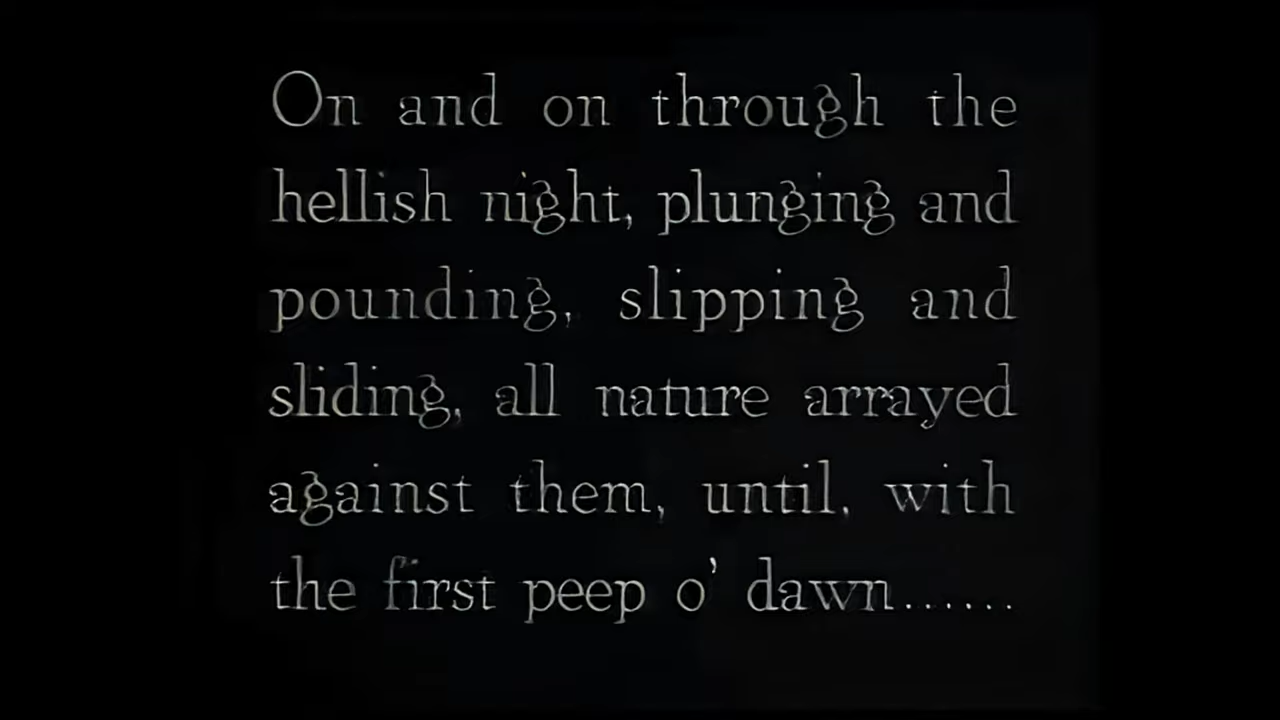 On and on through the
hellish night, plunging and
pounding, slipping and
sliding, all nature arrayed
against them, until, with
the first peep o' dawn......